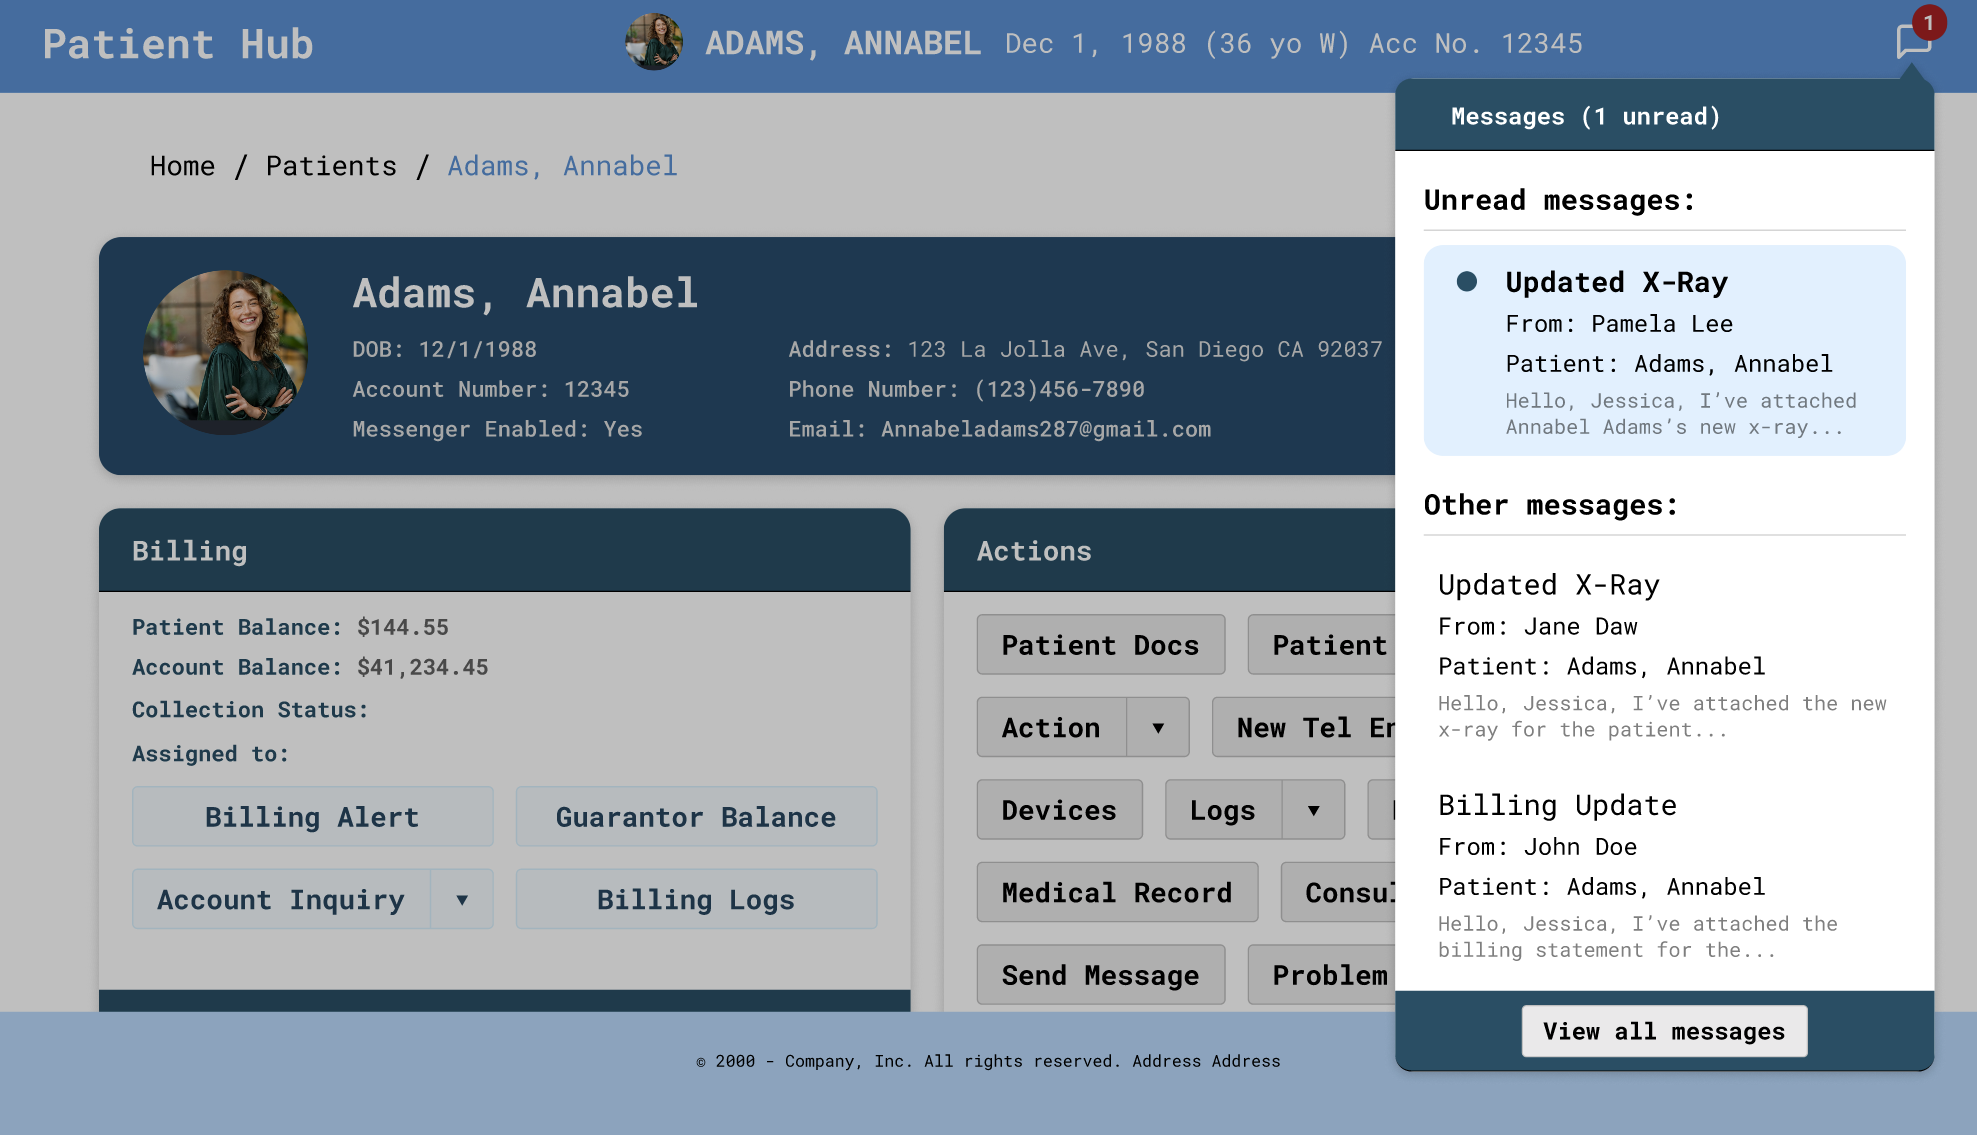 Patient Hub
ADAMS, ANNABEL Dec 1, 1988 (36 yo W) Acc No. 12345
1
Home / Patients / Adams, Annabel
Adams, Annabel
DOB: 12/1/1988
Account Number: 12345
Messenger Enabled: Yes
Address: 123 La Jolla Ave, San Diego CA 92037
Phone Number: (123)456-7890
Email: Annabeladams287@gmail.com
Billing
Patient Balance: $144.55
Account Balance: $41,234.45
Collection Status:
Assigned to:
Billing Alert
Guarantor Balance
Account Inquiry
Billing Logs
Actions
Patient Docs
Patient
Action
New Tel
Devices
Logs
Medical Record
Send Message
Problem
Messages (1 unread)
Unread messages:
Updated X-Ray
From: Pamela Lee
Patient: Adams, Annabel
Hello, Jessica, I’ve attached
Annabel Adams’s new x-ray...
Other messages:
Updated X-Ray
From: Jane Daw
Patient: Adams, Annabel
Hello, Jessica, I’ve attached the new
x-ray for the patient...
Billing Update
From: John Doe
Patient: Adams, Annabel
Hello, Jessica, I’ve attached the
billing statement for the...
View all messages
© 2000 - Company, Inc. All rights reserved. Address Address